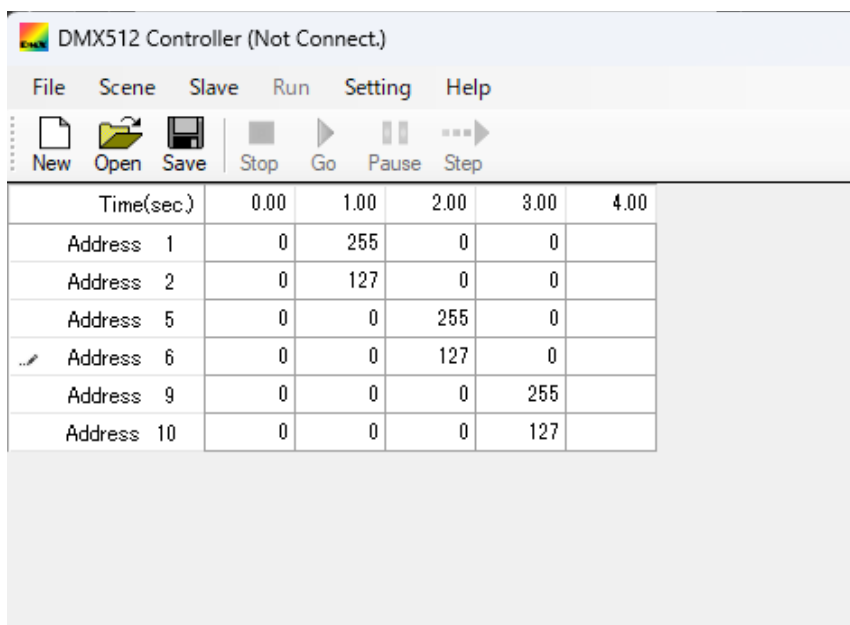 DMX512 Controller (Not Connect.)
File Scene Slave Run Setting Help
New Open Save Stop Go Pause Step
Time(sec.) 0.00 1.00 2.00 3.00 4.00
Address 1 0 255 0 0
Address 2 0 127 0 0
Address 5 0 0 255 0
Address 6 0 0 127 0
Address 9 0 0 0 255
Address 10 0 0 0 127